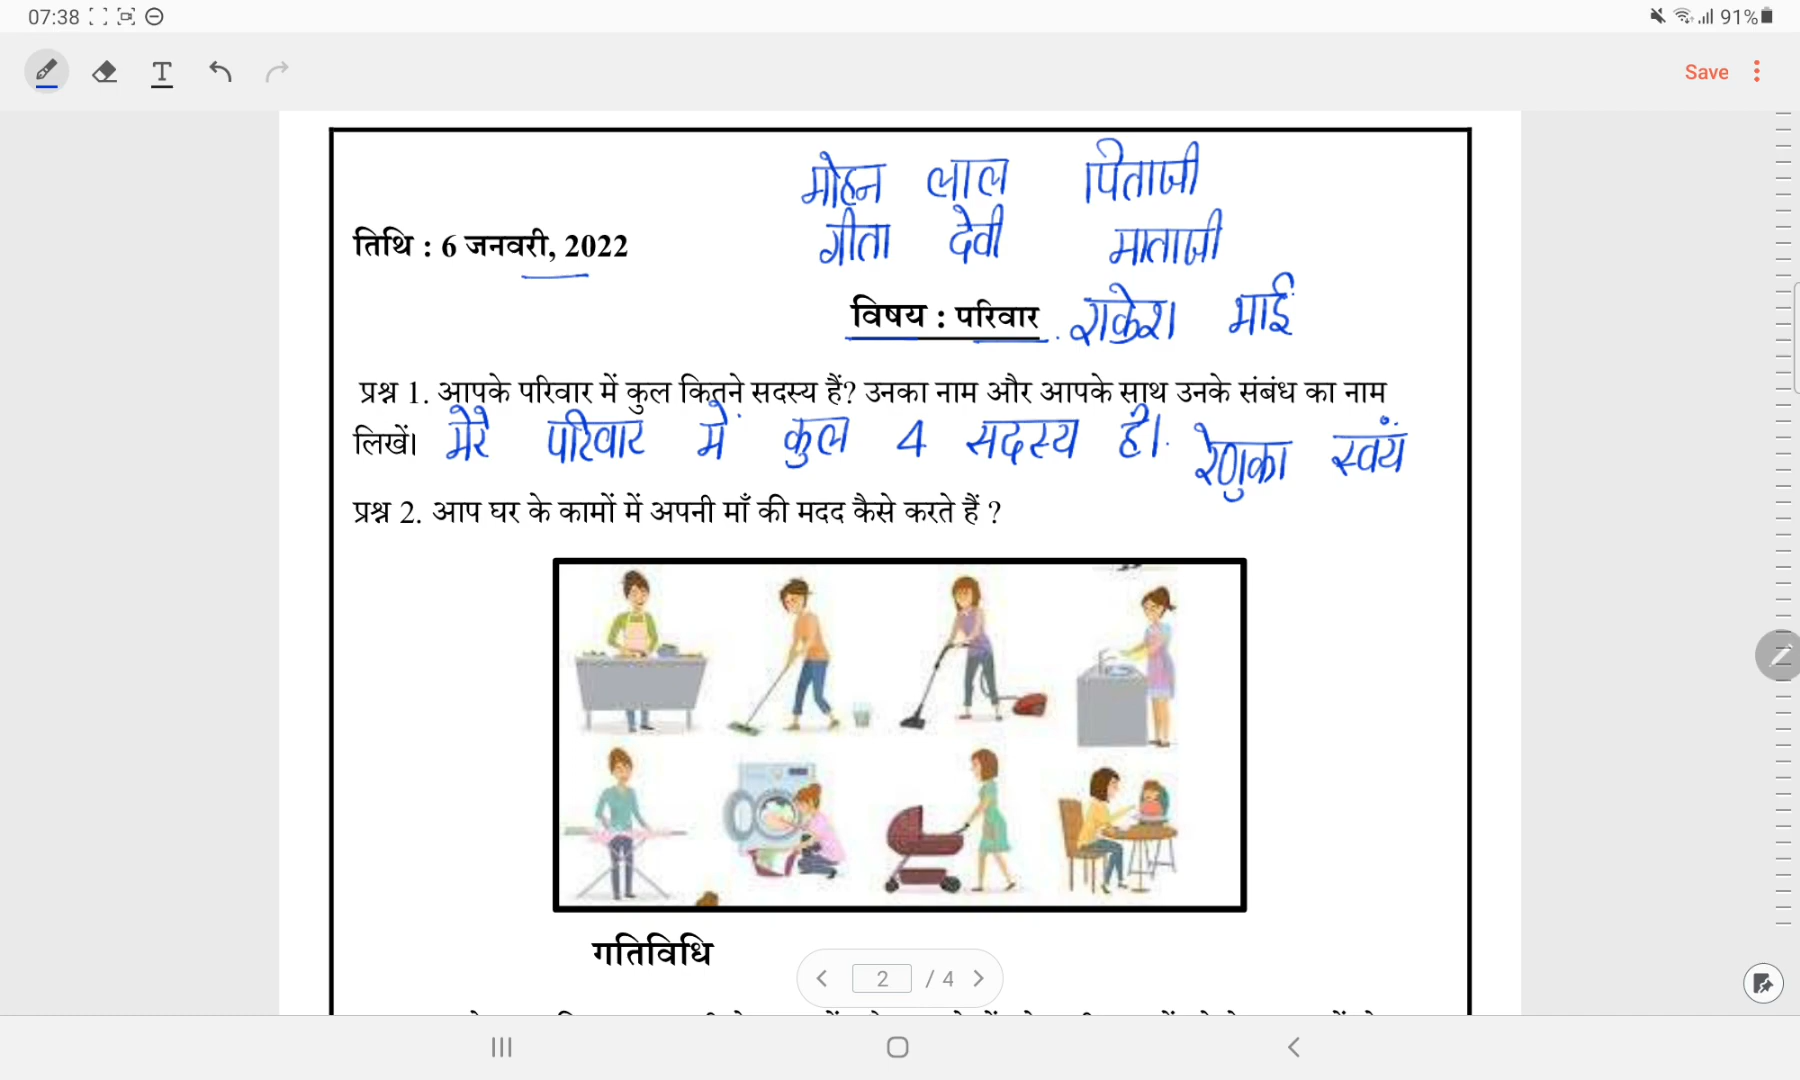 07:38
91%
Save
मोहन लाल पिताजी
गीता देवी माताजी
तिथि : 6 जनवरी, 2022
विषय : परिवार
राकेश भाई
प्रश्न 1. आपके परिवार में कुल कितने सदस्य हैं? उनका नाम और आपके साथ उनके संबंध का नाम
लिखें।
मेरे परिवार में कुल 4 सदस्य है।
रेणुका स्वयं
प्रश्न 2. आप घर के कामों में अपनी माँ की मदद कैसे करते हैं ?
गतिविधि
2 / 4